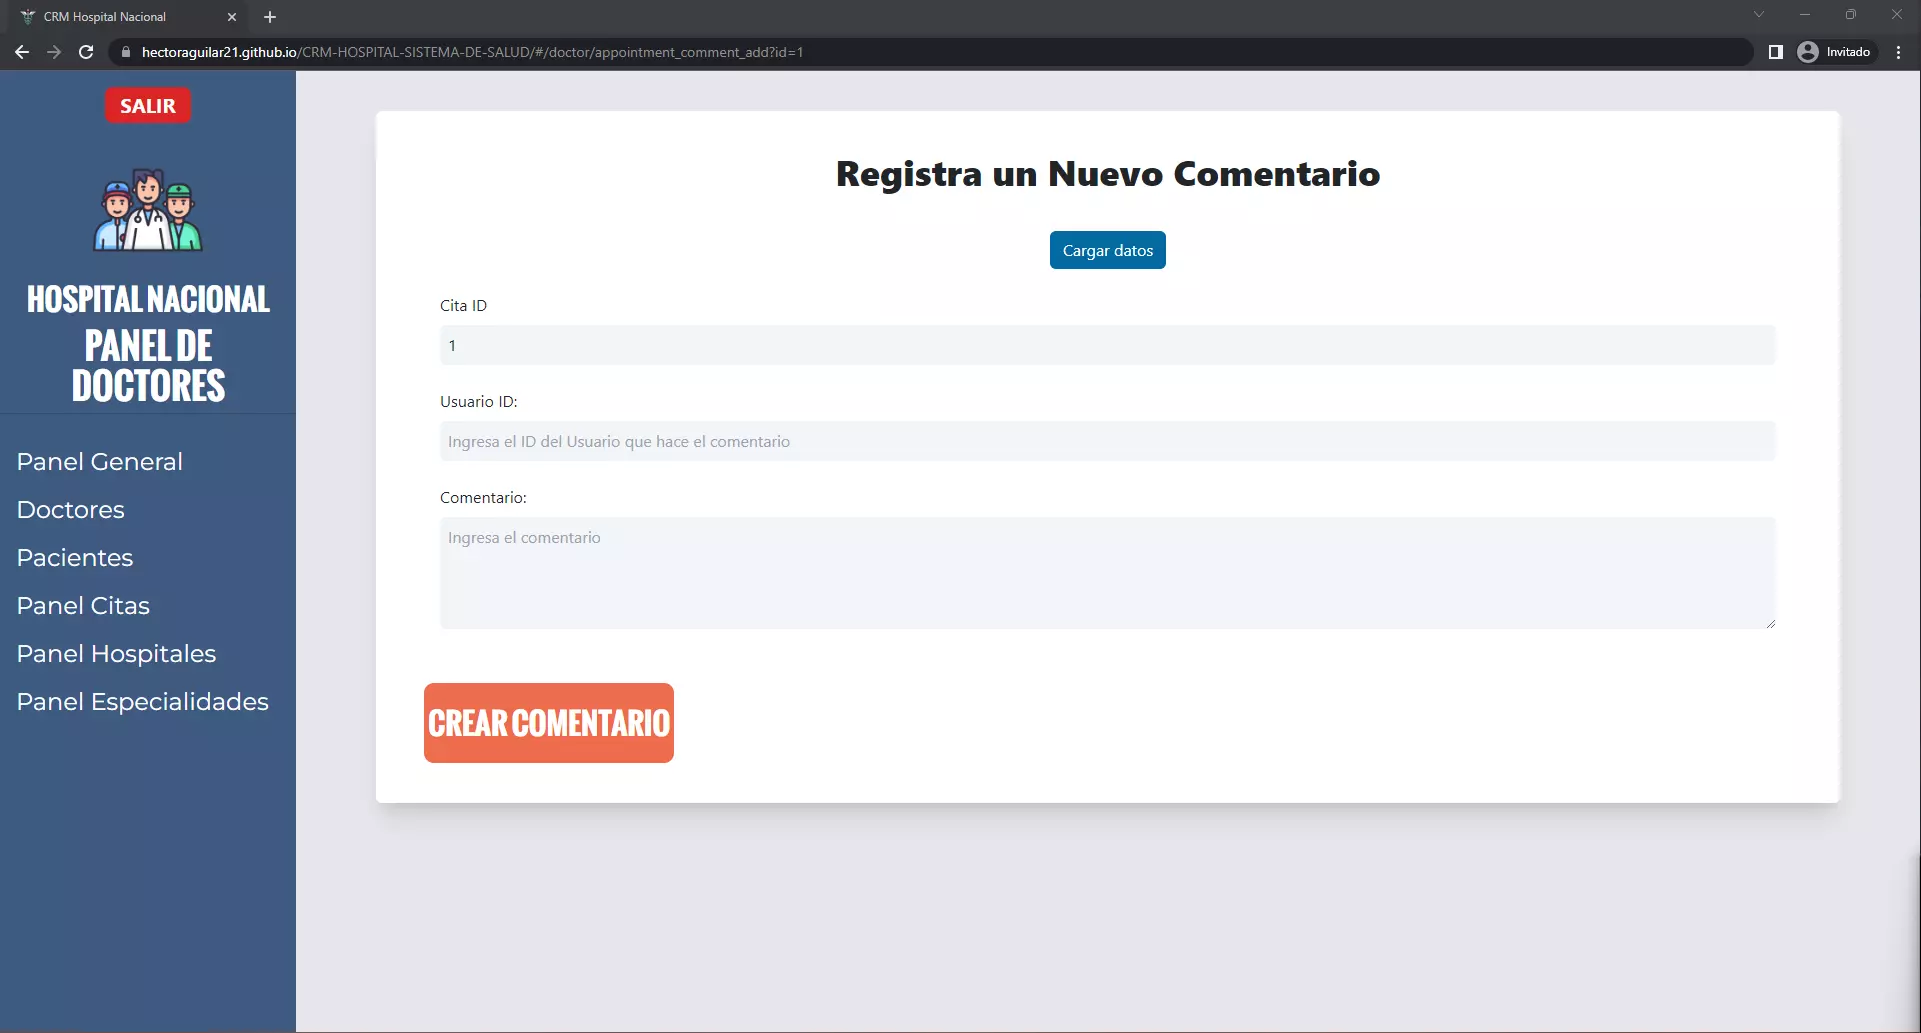 CRM Hospital Nacional
hectoraguilar21.github.io/CRM-HOSPITAL-SISTEMA-DE-SALUD/#/doctor/appointment_comment_add?id=1
Invitado
SALIR
HOSPITAL NACIONAL
PANEL DE
DOCTORES
Panel General
Doctores
Pacientes
Panel Citas
Panel Hospitales
Panel Especialidades
Registra un Nuevo Comentario
Cargar datos
Cita ID
1
Usuario ID:
Ingresa el ID del Usuario que hace el comentario
Comentario:
Ingresa el comentario
CREAR COMENTARIO